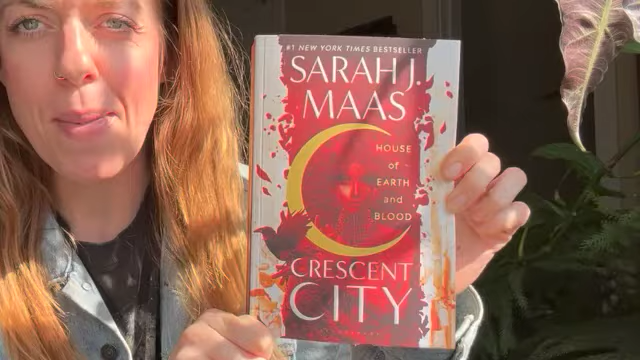 #1 NEW YORK TIMES BESTSELLER
SARAH J.
MAAS
HOUSE
of
EARTH
and
BLOOD
CRESCENT
CITY